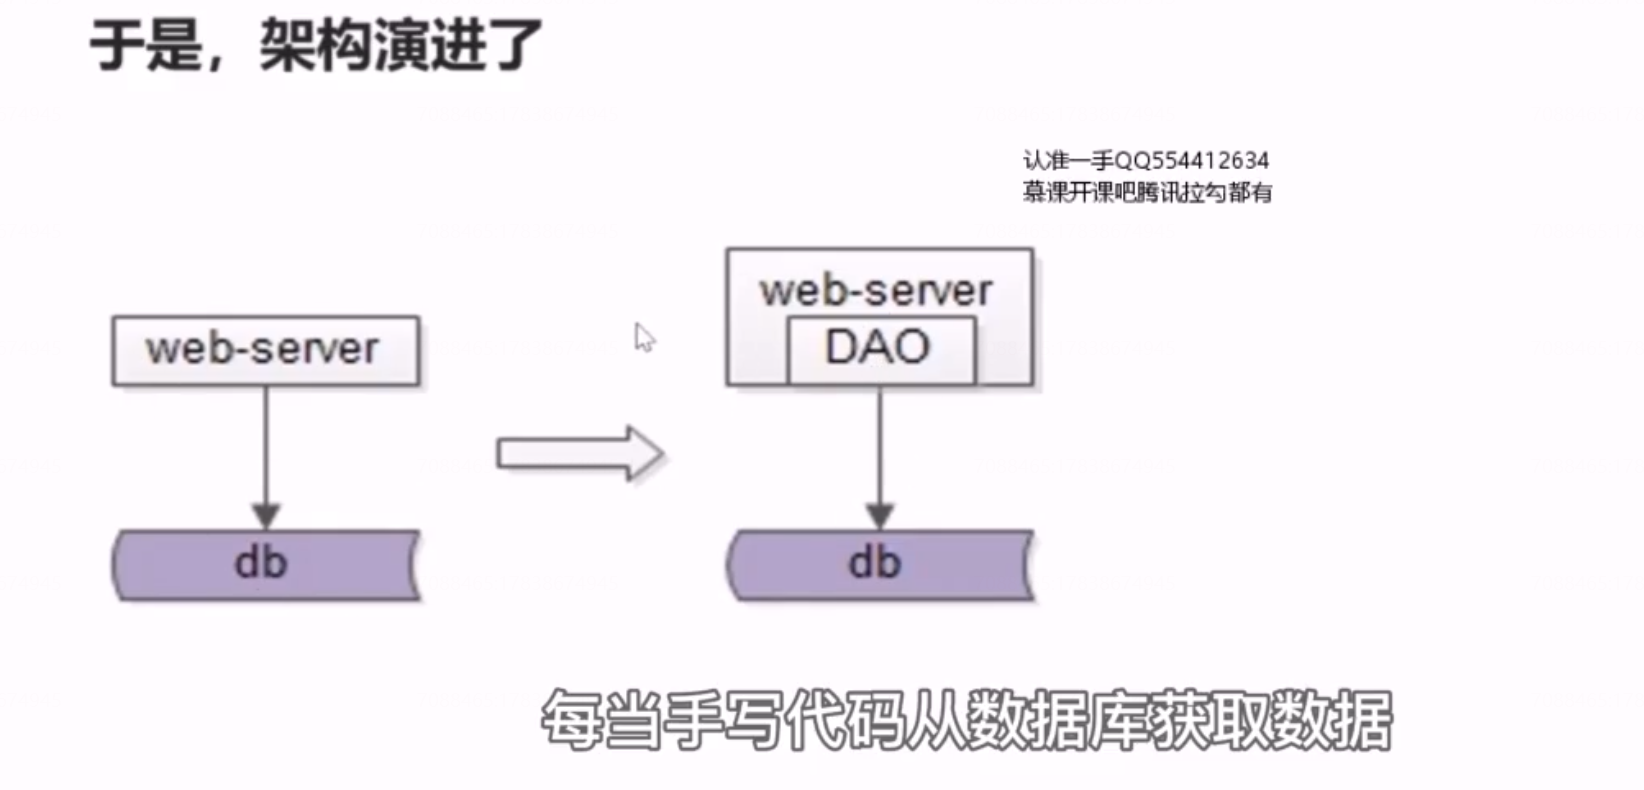 于是，架构演进了
认准一手QQ554412634
慕课开课吧腾讯拉勾都有
web-server
web-server
DAO
db
db
每当手写代码从数据库获取数据